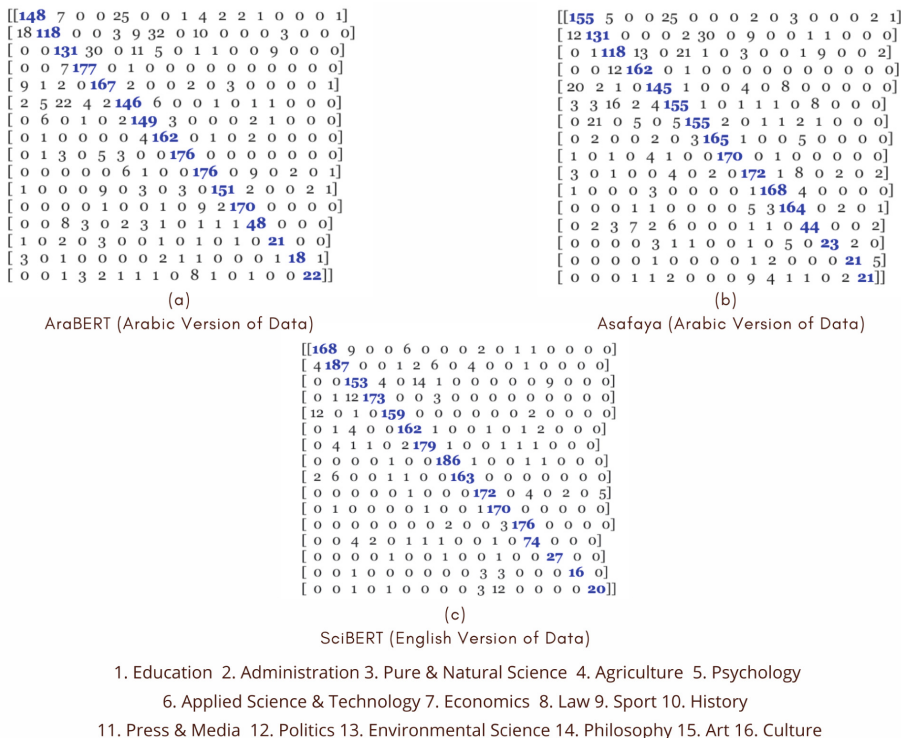 [[148 7 0 0 25 0 0 1 4 2 2 1 0 0 0 1]
[ 18 118 0 0 3 9 32 0 10 0 0 0 3 0 0 0]
[ 0 0 131 30 0 11 5 0 1 1 0 0 9 0 0 0]
[ 0 0 7 177 0 1 0 0 0 0 0 0 0 0 0 0]
[ 9 1 2 0 167 2 0 0 2 0 3 0 0 0 0 1]
[ 2 5 22 4 2 146 6 0 0 1 0 1 1 0 0 0]
[ 0 6 0 1 0 2 149 3 0 0 0 2 1 0 0 0]
[ 0 1 0 0 0 0 4 162 0 1 0 2 0 0 0 0]
[ 0 1 3 0 5 3 0 0 176 0 0 0 0 0 0 0]
[ 0 0 0 0 0 6 1 0 0 176 0 9 0 2 0 1]
[ 1 0 0 0 9 0 3 0 3 0 151 2 0 0 2 1]
[ 0 0 0 0 1 0 0 1 0 9 2 170 0 0 0 0]
[ 0 0 8 3 0 2 3 1 0 1 1 1 48 0 0 0]
[ 1 0 2 0 3 0 0 1 0 1 0 1 0 21 0 0]
[ 3 0 1 0 0 0 0 2 1 1 0 0 0 1 18 1]
[ 0 0 1 3 2 1 1 1 0 8 1 0 1 0 0 22]]
(a)
AraBERT (Arabic Version of Data)
[[155 5 0 0 25 0 0 0 2 0 3 0 0 0 2 1]
[ 12 131 0 0 0 2 30 0 9 0 0 1 1 0 0 0]
[ 0 1 118 13 0 21 1 0 3 0 0 1 9 0 0 2]
[ 0 0 12 162 0 1 0 0 0 0 0 0 0 0 0 0]
[ 20 2 1 0 145 1 0 0 4 0 8 0 0 0 0 0]
[ 3 3 16 2 4 155 1 0 1 1 1 0 8 0 0 0]
[ 0 21 0 5 0 5 155 2 0 1 1 2 1 0 0 0]
[ 0 2 0 0 2 0 3 165 1 0 0 5 0 0 0 0]
[ 1 0 1 0 4 1 0 0 170 0 1 0 0 0 0 0]
[ 3 0 1 0 0 4 0 2 0 172 1 8 0 2 0 2]
[ 1 0 0 0 3 0 0 0 0 1 168 4 0 0 0 0]
[ 0 0 0 1 1 0 0 0 0 5 3 164 0 2 0 1]
[ 0 2 3 7 2 6 0 0 0 1 1 0 44 0 0 2]
[ 0 0 0 0 0 3 1 1 0 0 1 0 5 0 23 2 0]
[ 0 1 0 0 1 0 0 0 0 1 2 0 0 0 21 5]
[ 0 0 0 0 1 1 2 0 0 0 9 4 1 1 0 2 21]]
(b)
Asafaya (Arabic Version of Data)
[[168 9 0 0 6 0 0 0 2 0 1 1 0 0 0 0]
[ 4 187 0 0 1 2 6 0 4 0 0 1 0 0 0 0]
[ 0 0 153 4 0 14 1 0 0 0 0 0 9 0 0 0]
[ 0 1 12 173 0 0 3 0 0 0 0 0 0 0 0 0]
[ 12 0 1 0 159 0 0 0 0 0 0 0 2 0 0 0 0]
[ 0 1 4 0 0 162 0 1 0 0 1 0 1 2 0 0 0]
[ 0 4 1 1 0 2 179 1 0 0 1 1 1 0 0 0]
[ 0 0 0 0 1 0 0 186 1 0 0 1 1 0 0 0]
[ 2 6 0 0 1 1 0 0 163 0 0 0 0 0 0 0]
[ 0 0 0 0 0 1 0 0 0 172 0 4 0 2 0 5]
[ 0 1 0 0 0 0 1 0 0 1 170 0 0 0 0 0]
[ 0 0 0 0 0 0 0 2 0 0 3 176 0 0 0 0]
[ 0 0 4 2 0 1 1 1 0 0 1 0 74 0 0 0]
[ 0 0 0 0 1 0 0 1 0 0 1 0 0 27 0 0]
[ 0 0 1 0 0 0 0 0 0 3 3 0 0 0 16 0]
[ 0 0 1 0 1 0 0 0 0 3 12 0 0 0 0 20]]
(c)
SciBERT (English Version of Data)
1. Education 2. Administration 3. Pure & Natural Science 4. Agriculture 5. Psychology
6. Applied Science & Technology 7. Economics 8. Law 9. Sport 10. History
11. Press & Media 12. Politics 13. Environmental Science 14. Philosophy 15. Art 16. Culture